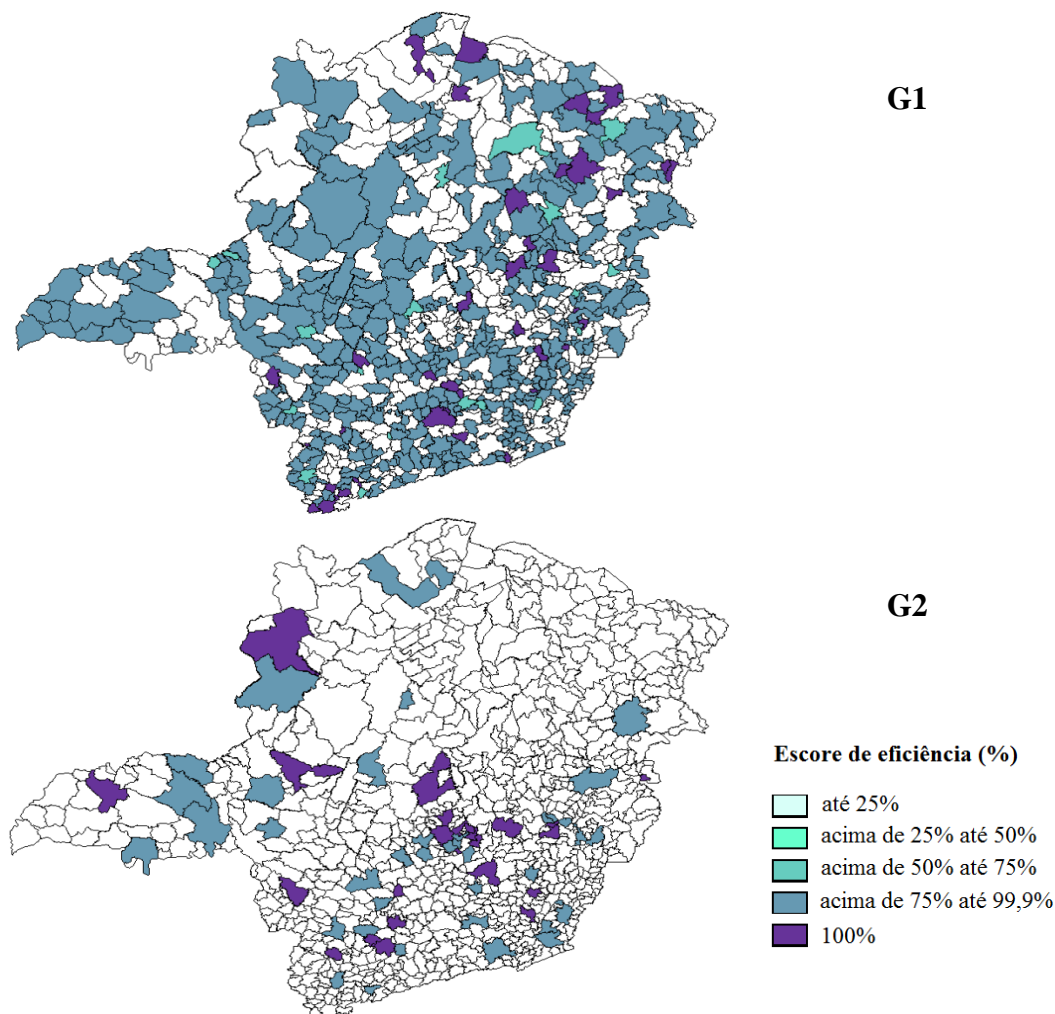 G1
G2
Escore de eficiência (%)
até 25%
acima de 25% até 50%
acima de 50% até 75%
acima de 75% até 99,9%
100%